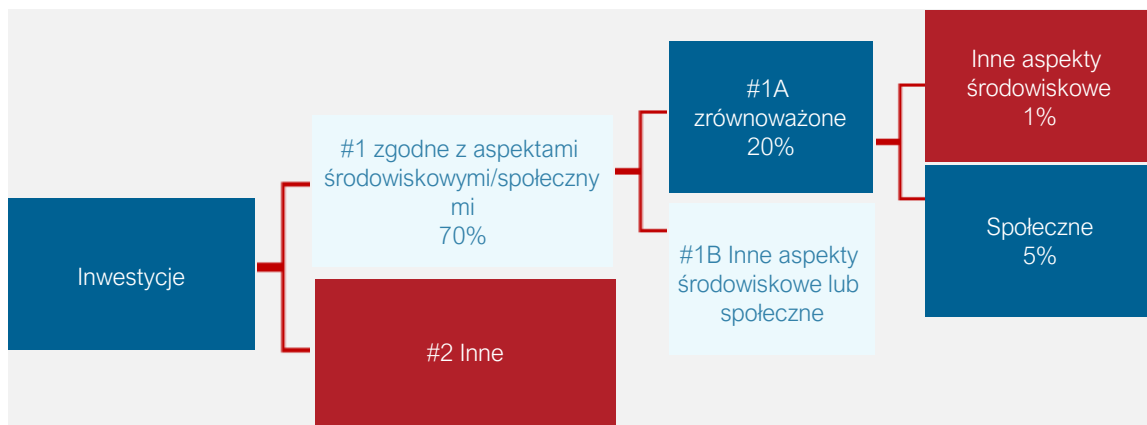 Inwestycje
#1 zgodne z aspektami
środowiskowymi/społeczny
mi
70%
#2 Inne
#1A
zrównoważone
20%
#1B Inne aspekty
środowiskowe lub
społeczne
Inne aspekty
środowiskowe
1%
Społeczne
5%